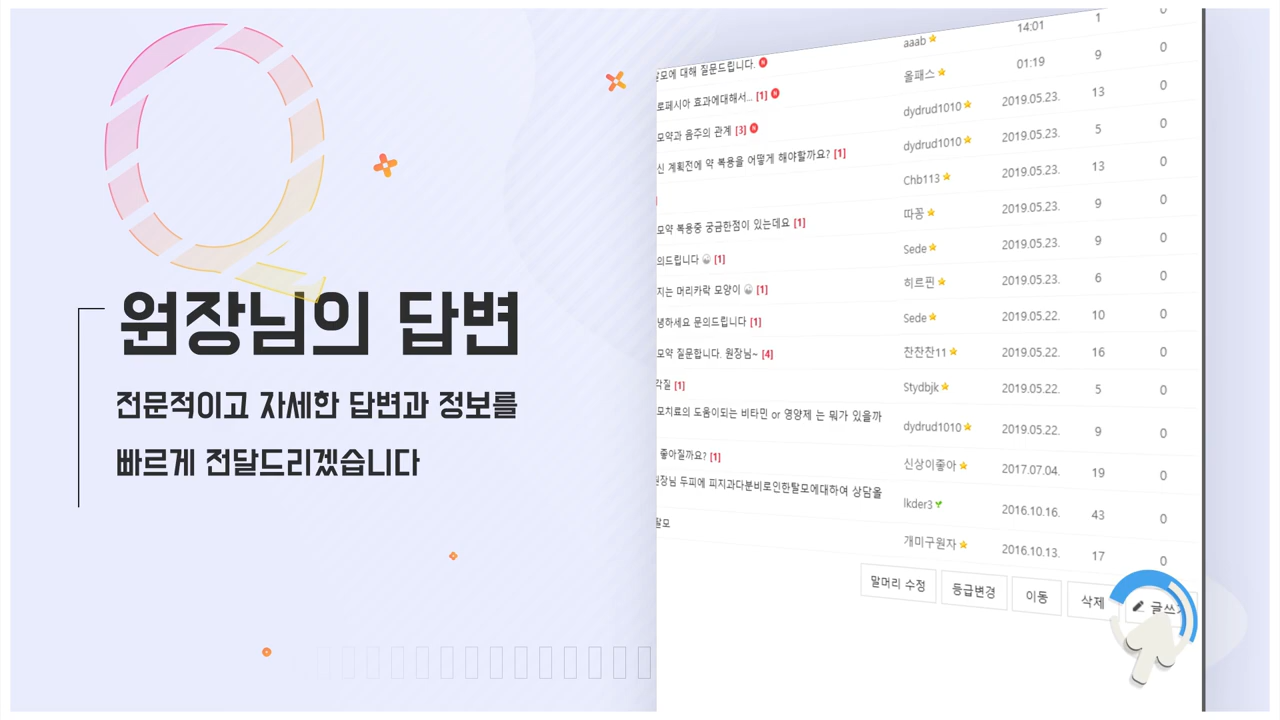 Q
원장님의 답변
전문적이고 자세한 답변과 정보를
빠르게 전달드리겠습니다
aaab 14:01 1 0
탈모에 대해 질문드립니다. 올패스 01:19 9 0
로페시아 효과에대해서... [1] dydrud1010 2019.05.23. 13 0
모약과 음주의 관계 [3] dydrud1010 2019.05.23. 5 0
신 계획전에 약 복용을 어떻게 해야할까요? [1] Chb113 2019.05.23. 13 0
따꽁 2019.05.23. 9 0
모약 복용중 궁금한점이 있는데요 [1] Sede 2019.05.23. 9 0
의드립니다 [1] 히르핀 2019.05.23. 6 0
지는 머리카락 모양이 [1] Sede 2019.05.22. 10 0
녕하세요 문의드립니다 [1] 찬찬찬11 2019.05.22. 16 0
모약 질문합니다. 원장님~ [4] Stydbjk 2019.05.22. 5 0
각질 [1]
모치료의 도움이되는 비타민 or 영양제 는 뭐가 있을까 dydrud1010 2019.05.22. 9 0
좋아질까요? [1] 신상이좋아 2017.07.04. 19 0
원장님 두피에 피지과다분비로인한탈모에대하여 상담을 lkder3 2016.10.16. 43 0
탈모 개미구원자 2016.10.13. 17 0
말머리 수정 등급변경 이동 삭제 글쓰기